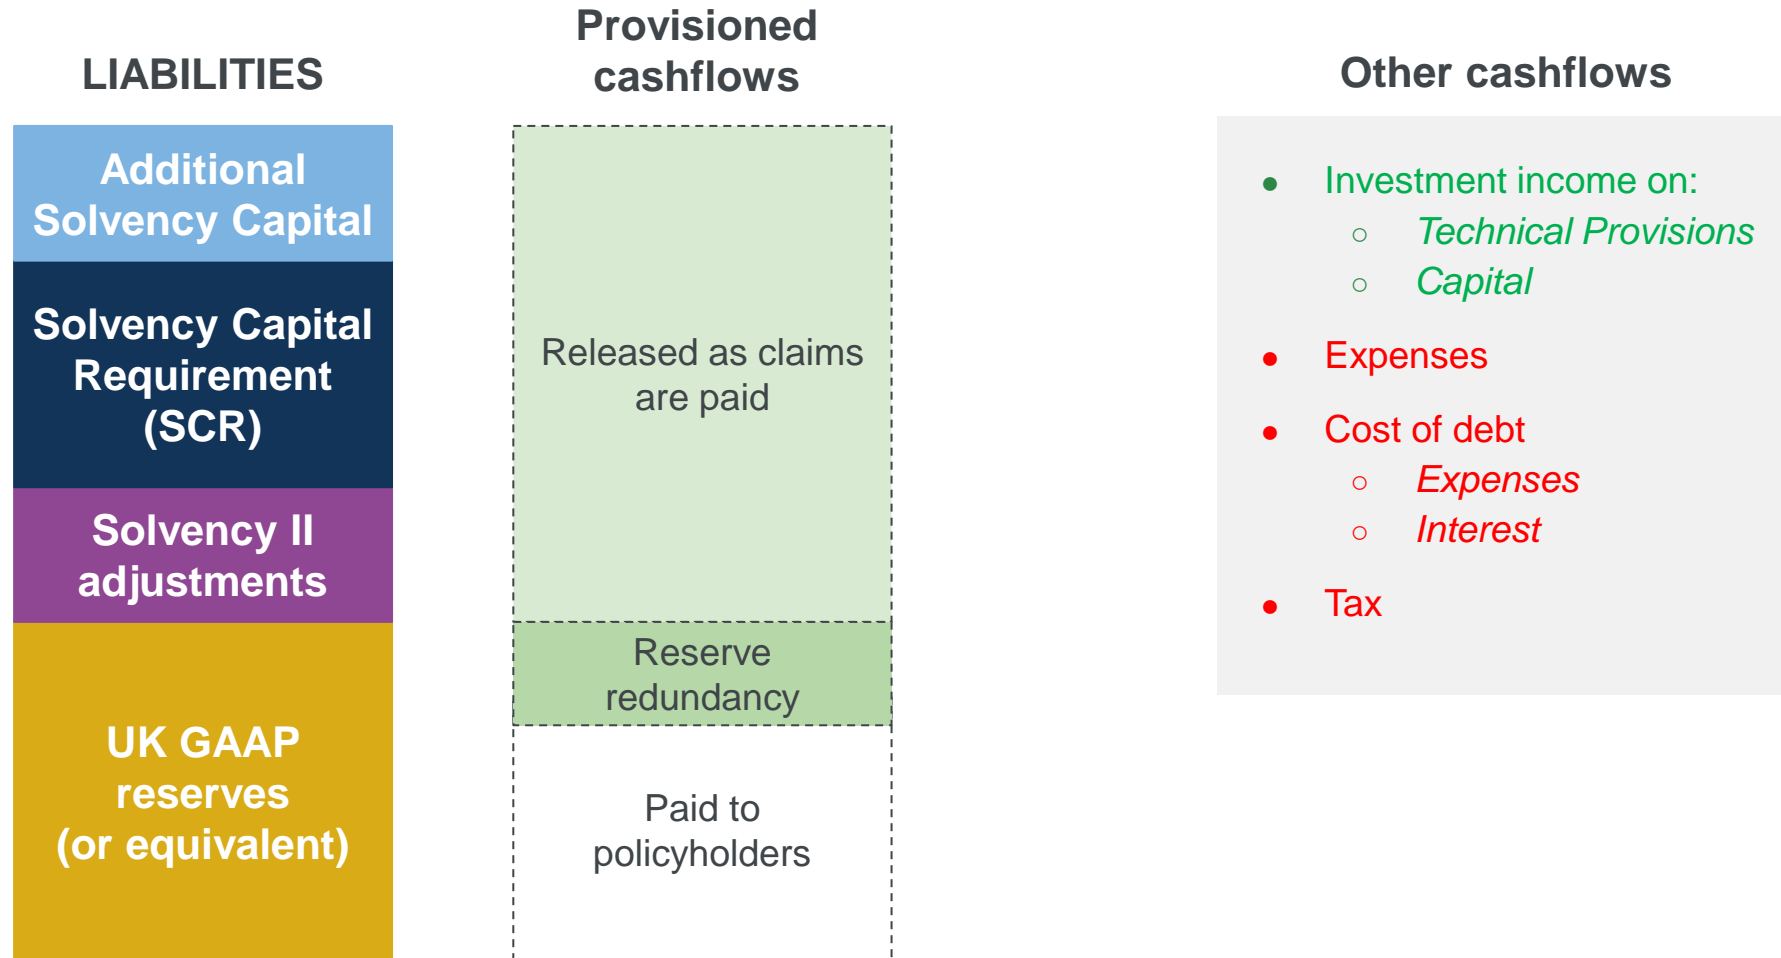 LIABILITIES
Additional
Solvency Capital
Solvency Capital
Requirement
(SCR)
Solvency II
adjustments
UK GAAP
reserves
(or equivalent)
Provisioned
cashflows
Released as claims
are paid
Reserve
redundancy
Paid to
policyholders
Other cashflows
● Investment income on:
○ Technical Provisions
○ Capital
● Expenses
● Cost of debt
○ Expenses
○ Interest
● Tax